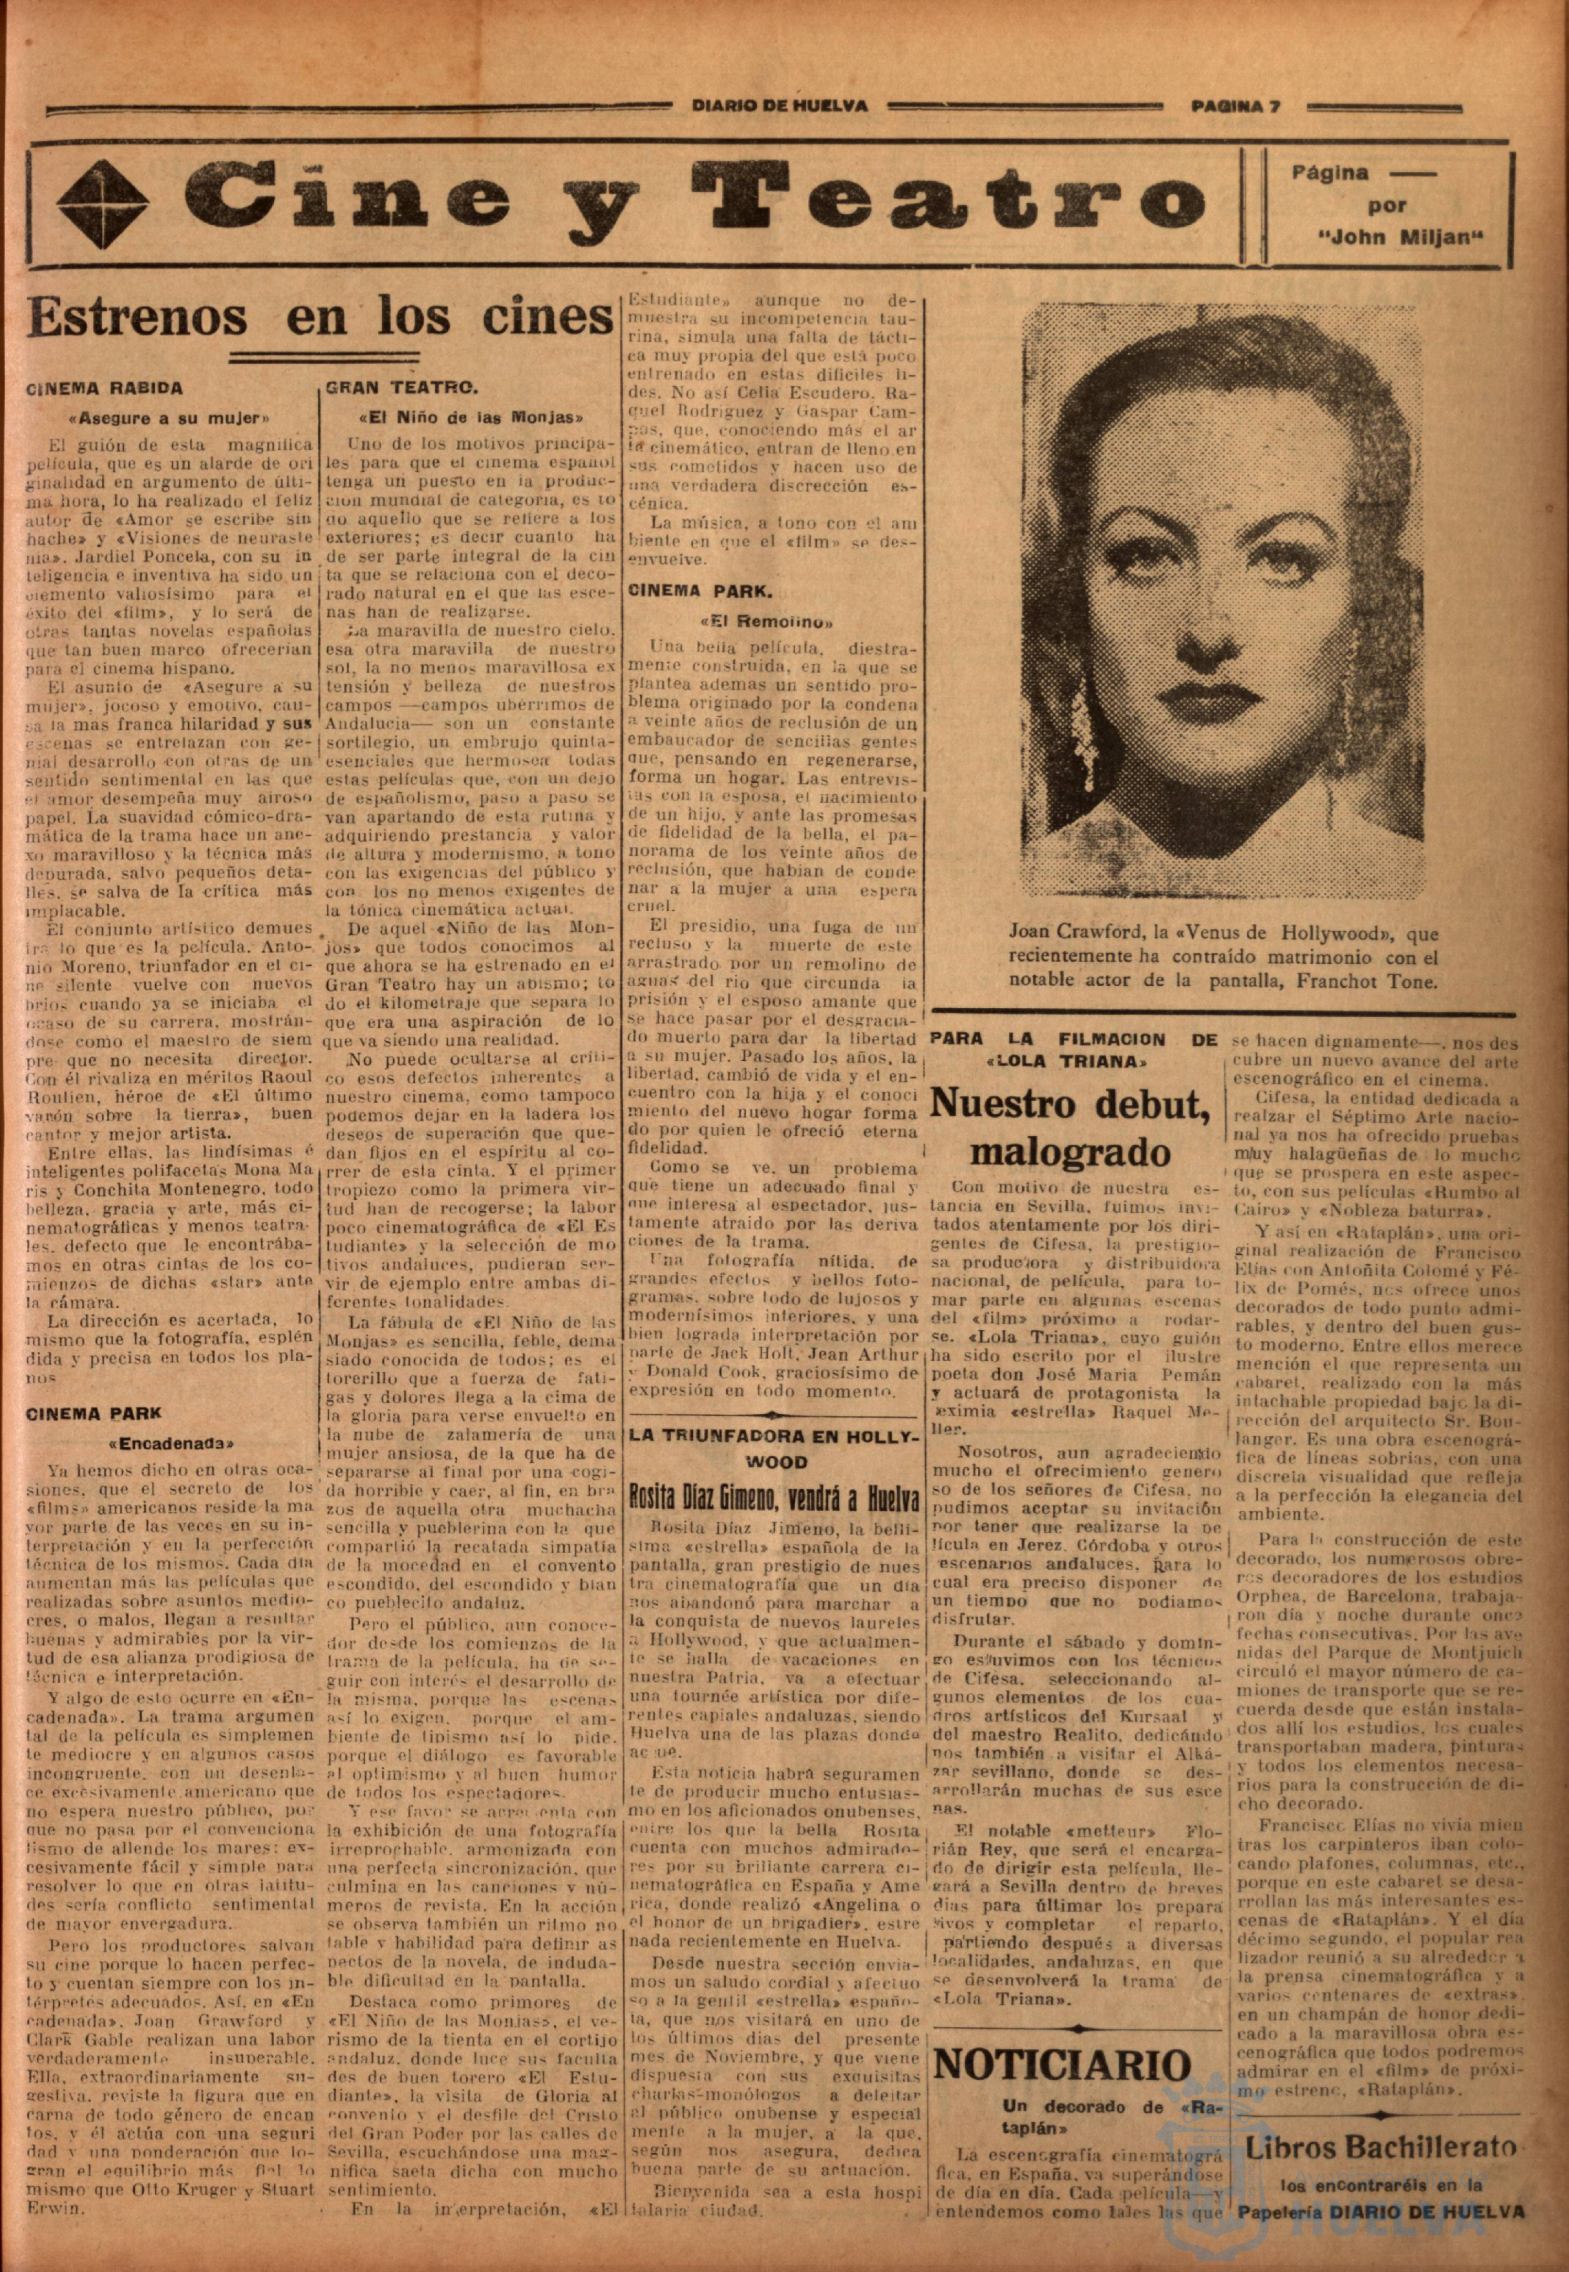 DIARIO DE HUELVA
PAGINA 7
Cine y Teatro
Página
por
"John Miljan"
Estrenos en los cines
CINEMA RABIDA
«Asegure a su mujer»
El guión de esta magnífica
película, que es un alarde de ori
ginalidad en argumento de últi-
ma hora, lo ha realizado el feliz
autor de «Amor se escribe sin
hache» y «Visiones de neuraste
nia». Jardiel Poncela, con su in
teligencia e inventiva ha sido un
elemento valiosísimo para el
éxito del «film», y lo será de
otras tantas novelas españolas
que tan buen marco ofrecerían
para el cinema hispano.
El asunto de «Asegure a su
mujer», jocoso y emotivo, cau-
sa la mas franca hilaridad y sus
escenas se entrelazan con ge-
nial desarrollo con otras de un
sentido sentimental en las que
el amor desempeña muy airoso
papel. La suavidad cómico-dra-
mática de la trama hace un ane-
xo maravilloso y la técnica más
depurada, salvo pequeños deta-
lles, se salva de la crítica más
implacable.
El conjunto artístico demues
tra lo que es la película. Anto-
nio Moreno, triunfador en el ci-
ne silente vuelve con nuevos
bríos cuando ya se iniciaba el
ocaso de su carrera, mostrán-
dose como el maestro de siem
pre que no necesita director.
Con él rivaliza en méritos Raoul
Roulien, héroe de «El último
varón sobre la tierra», buen
cantor y mejor artista.
Entre ellas, las lindísimas é
inteligentes polifacetas Mona Ma
ris y Conchita Montenegro, todo
belleza, gracia y arte, más ci-
nematográficas y menos teatra-
les, defecto que le encontrába-
mos en otras cintas de los co-
mienzos de dichas «star» ante
la cámara.
La dirección es acertada, lo
mismo que la fotografía, esplén
dida y precisa en todos los pla-
nos
CINEMA PARK
«Encadenada»
Ya hemos dicho en otras oca-
siones, que el secreto de los
«films» americanos reside la ma
yor parte de las veces en su in-
terpretación y en la perfección
técnica de los mismos. Cada día
aumentan más las películas que
realizadas sobre asuntos medio-
cres, o malos, llegan a resultar
buenas y admirables por la vir-
tud de esa alianza prodigiosa de
técnica e interpretación.
Y algo de esto ocurre en «En-
cadenada». La trama argumen
tal de la película es simplemen
te mediocre y en algunos casos
incongruente, con un desenla-
ce excesivamente americano que
no espera nuestro público, por
que no pasa por el convenciona
lismo de allende los mares: ex-
cesivamente fácil y simple para
resolver lo que en otras latitu-
des sería conflicto sentimental
de mayor envergadura.
Pero los productores salvan
su cine porque lo hacen perfec-
to y cuentan siempre con los in-
térpretes adecuados. Así, en «En
cadenada», Joan Grawford y
Clark Gable realizan una labor
verdaderamente insuperable.
Ella, extraordinariamente su-
gestiva, reviste la figura que en
carna de todo género de encan
tos, y él actúa con una seguri
dad y una ponderación que lo-
gran el equilibrio más fiel lo
mismo que Otto Kruger y Stuart
Erwin.
GRAN TEATRO.
«El Niño de las Monjas»
Uno de los motivos principa-
les para que el cinema español
tenga un puesto en la produc-
ción mundial de categoría, es to
do aquello que se refiere a los
exteriores; es decir cuanto ha
de ser parte integral de la cin
ta que se relaciona con el deco-
rado natural en el que las esce-
nas han de realizarse.
La maravilla de nuestro cielo,
esa otra maravilla de nuestro
sol, la no menos maravillosa ex
tensión y belleza de nuestros
campos —campos ubérrimos de
Andalucía— son un constante
sortilegio, un embrujo quinta-
esenciales que hermosea todas
estas películas que, con un dejo
de españolismo, paso a paso se
van apartando de esta rutina y
adquiriendo prestancia y valor
de altura y modernismo, a tono
con las exigencias del público y
con los no menos exigentes de
la tónica cinemática actual.
De aquel «Niño de las Mon-
jos» que todos conocimos al
que ahora se ha estrenado en el
Gran Teatro hay un abismo; to
do el kilometraje que separa lo
que era una aspiración de lo
que va siendo una realidad.
No puede ocultarse al críti-
co esos defectos inherentes a
nuestro cinema, como tampoco
podemos dejar en la ladera los
deseos de superación que que-
dan fijos en el espíritu al co-
rrer de esta cinta. Y el primer
tropiezo como la primera vir-
tud han de recogerse; la labor
poco cinematográfica de «El Es
tudiante» y la selección de mo
tivos andaluces, pudieran ser-
vir de ejemplo entre ambas di-
ferentes tonalidades.
La fábula de «El Niño de las
Monjas» es sencilla, feble, dema
siado conocida de todos; es el
torerillo que a fuerza de fati-
gas y dolores llega a la cima de
la gloria para verse envuelto en
la nube de zalamería de una
mujer ansiosa, de la que ha de
separarse al final por una cogi-
da horrible y caer, al fin, en bra
zos de aquella otra muchacha
sencilla y pueblerina con la que
compartió la recatada simpatía
de la mocedad en el convento
escondido, del escondido y blan
co pueblecito andaluz.
Pero el público, aun conoce-
dor desde los comienzos de la
trama de la película, ha de se-
guir con interés el desarrollo de
la misma, porque las escenas
así lo exigen, porque el am-
biente de tipismo así lo pide,
porque el diálogo es favorable
al optimismo y al buen humor
de todos los espectadores.
Y ese favor se acrecienta con
la exhibición de una fotografía
irreprochable, armonizada con
una perfecta sincronización, que
culmina en las canciones y nú-
meros de revista. En la acción
se observa también un ritmo no
table y habilidad para definir as
pectos de la novela, de induda-
ble dificultad en la pantalla.
Destaca como primores de
«El Niño de las Monjas», el ve-
rismo de la tienta en el cortijo
andaluz, donde luce sus faculta
des de buen torero «El Estu-
diante», la visita de Gloria al
convento y el desfile del Cristo
del Gran Poder por las calles de
Sevilla, escuchándose una mag-
nífica saeta dicha con mucho
sentimiento.
En la interpretación, «El
Estudiante» aunque no de-
muestra su incompetencia tau-
rina, simula una falta de tácti-
ca muy propia del que está poco
entrenado en estas difíciles li-
des. No así Celia Escudero, Ra-
quel Rodríguez y Gaspar Cam-
pos, que, conociendo más el ar
te cinemático, entran de lleno en
sus cometidos y hacen uso de
una verdadera discrección es-
cénica.
La música, a tono con el am
biente en que el «film» se des-
envuelve.
CINEMA PARK.
«El Remolino»
Una bella película, diestra-
mente construida, en la que se
plantea ademas un sentido pro-
blema originado por la condena
a veinte años de reclusión de un
embaucador de sencillas gentes
que, pensando en regenerarse,
forma un hogar. Las entrevis-
tas con la esposa, el nacimiento
de un hijo, y ante las promesas
de fidelidad de la bella, el pa-
norama de los veinte años de
reclusión, que habían de conde
nar a la mujer a una espera
cruel.
El presidio, una fuga de un
recluso y la muerte de este
arrastrado por un remolino de
aguas del rio que circunda la
prisión y el esposo amante que
se hace pasar por el desgracia-
do muerto para dar la libertad
a su mujer. Pasado los años, la
libertad, cambió de vida y el en-
cuentro con la hija y el conoci
miento del nuevo hogar forma
do por quien le ofreció eterna
fidelidad.
Como se ve, un problema
que tiene un adecuado final y
que interesa al espectador, jus-
tamente atraido por las deriva
ciones de la trama.
Una fotografía nítida, de
grandes efectos y bellos foto-
gramas, sobre todo de lujosos y
modernísimos interiores, y una
bien lograda interpretación por
parte de Jack Holt, Jean Arthur
y Donald Cook, graciosísimo de
expresión en todo momento.
LA TRIUNFADORA EN HOLLY-
WOOD
Rosita Díaz Gimeno, vendrá a Huelva
Rosita Díaz Jimeno, la bellí-
sima «estrella» española de la
pantalla, gran prestigio de nues
tra cinematografía que un día
nos abandonó para marchar a
la conquista de nuevos laureles
a Hollywood, y que actualmen-
te se halla de vacaciones en
nuestra Patria, va a efectuar
una tournée artística por dife-
rentes capiales andaluzas, siendo
Huelva una de las plazas donde
actue.
Esta noticia habrá seguramen
te de producir mucho entusias-
mo en los aficionados onubenses,
entre los que la bella Rosita
cuenta con muchos admirado-
res por su brillante carrera ci-
nematográfica en España y Ame
rica, donde realizó «Angelina o
el honor de un brigadier», estre
nada recientemente en Huelva.
Desde nuestra sección envia-
mos un saludo cordial y afectuo
so a la gentil «estrella» españo-
la, que nos visitará en uno de
los últimos dias del presente
mes de Noviembre, y que viene
dispuesta con sus exquisitas
charlas-monólogos a deleitar
al público onubense y especial
mente a la mujer, a la que,
según nos asegura, dedica
buena parte de su actuación.
Bienvenida sea a esta hospi
talaria ciudad.
Joan Crawford, la «Venus de Hollywood», que
recientemente ha contraído matrimonio con el
notable actor de la pantalla, Franchot Tone.
PARA LA FILMACION DE
«LOLA TRIANA»
Nuestro debut,
malogrado
Con motivo de nuestra es-
tancia en Sevilla, fuimos invi-
tados atentamente por los diri-
gentes de Cifesa, la prestigio-
sa productora y distribuidora
nacional, de película, para to-
mar parte en algunas escenas
del «film» próximo a rodar-
se. «Lola Triana», cuyo guión
ha sido escrito por el ilustre
poeta don José Maria Pemán
y actuará de protagonista la
eximia «estrella» Raquel Me-
ller.
Nosotros, aun agradeciendo
mucho el ofrecimiento genero
so de los señores de Cifesa, no
pudimos aceptar su invitación
por tener que realizarse la pe
lícula en Jerez, Córdoba y otros
escenarios andaluces, para lo
cual era preciso disponer de
un tiempo que no podiamos
disfrutar.
Durante el sábado y domin-
go estuvimos con los técnicos
de Cifesa, seleccionando al-
gunos elementos de los cua-
dros artísticos del Kursaal y
del maestro Realito, dedicándo
nos también a visitar el Alká-
zar sevillano, donde se des-
arrollarán muchas de sus esce
nas.
El notable «metteur» Flo-
rián Rey, que será el encarga-
do de dirigir esta película, lle-
gará a Sevilla dentro de breves
dias para últimar los prepara
tivos y completar el reparto,
partiendo después a diversas
localidades, andaluzas, en que
se desenvolverá la trama de
«Lola Triana».
NOTICIARIO
Un decorado de «Ra-
taplán»
La escenografía cinematográ
fica, en España, va superándose
de día en día. Cada película—y
entendemos como tales las que
se hacen dignamente—, nos des
cubre un nuevo avance del arte
escenográfico en el cinema.
Cifesa, la entidad dedicada a
realzar el Séptimo Arte nacio-
nal ya nos ha ofrecido pruebas
muy halagüeñas de lo mucho
que se prospera en este aspec-
to, con sus películas «Rumbo al
Cairo» y «Nobleza baturra».
Y así en «Rataplán», una ori-
ginal realización de Francisco
Elías con Antoñita Colomé y Fé-
lix de Pomés, nos ofrece unos
decorados de todo punto admi-
rables, y dentro del buen gus-
to moderno. Entre ellos merece
mención el que representa un
cabaret, realizado con la más
intachable propiedad bajo la di-
rección del arquitecto Sr. Bou-
langer. Es una obra escenográ-
fica de líneas sobrias, con una
discreta visualidad que refleja
a la perfección la elegancia del
ambiente.
Para la construcción de este
decorado, los numerosos obre-
ros decoradores de los estudios
Orphea, de Barcelona, trabaja-
ron día y noche durante once
fechas consecutivas. Por las ave
nidas del Parque de Montjuich
circuló el mayor número de ca-
miones de transporte que se re-
cuerda desde que están instala-
dos allí los estudios, los cuales
transportaban madera, pinturas
y todos los elementos necesa-
rios para la construcción de di-
cho decorado.
Francisco Elías no vivía mien
tras los carpinteros iban colo-
cando plafones, columnas, etc.,
porque en este cabaret se desa-
rrollan las más interesantes es-
cenas de «Rataplán». Y el día
décimo segundo, el popular rea
lizador reunió a su alrededor a
la prensa cinematográfica y a
varios centenares de «extras»
en un champán de honor dedi-
cado a la maravillosa obra es-
cenográfica que todos podremos
admirar en el «film» de próxi-
mo estreno, «Rataplán».
Libros Bachillerato
los encontraréis en la
Papelería DIARIO DE HUELVA
HUELVA